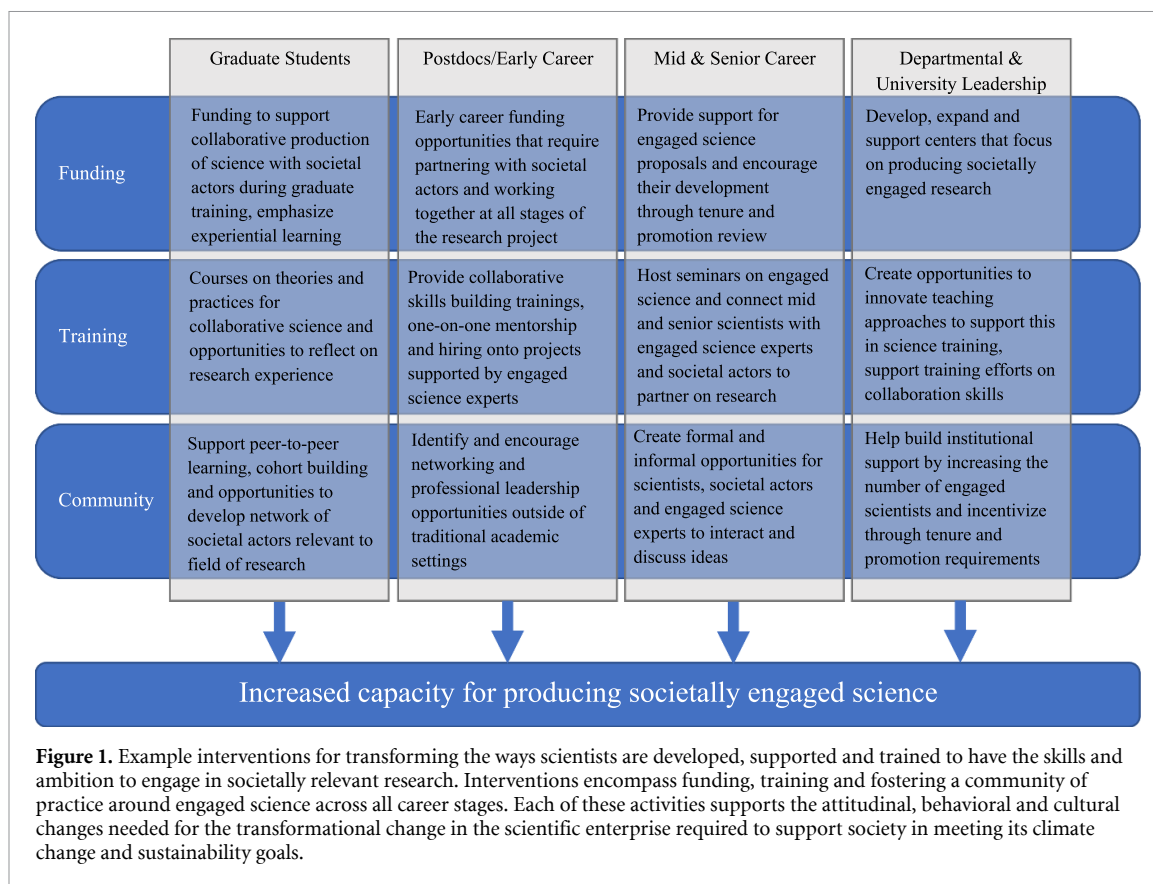 Graduate Students
Postdocs/Early Career
Mid & Senior Career
Departmental &
University Leadership
Funding
Funding to support
collaborative production
of science with societal
actors during graduate
training, emphasize
experiential learning
Early career funding
opportunities that require
partnering with societal
actors and working
together at all stages of
the research project
Provide support for
engaged science
proposals and encourage
their development
through tenure and
promotion review
Develop, expand and
support centers that focus
on producing societally
engaged research
Training
Courses on theories and
practices for
collaborative science and
opportunities to reflect on
research experience
Provide collaborative
skills building trainings,
one-on-one mentorship
and hiring onto projects
supported by engaged
science experts
Host seminars on engaged
science and connect mid
and senior scientists with
engaged science experts
and societal actors to
partner on research
Create opportunities to
innovate teaching
approaches to support this
in science training,
support training efforts on
collaboration skills
Community
Support peer-to-peer
learning, cohort building
and opportunities to
develop network of
societal actors relevant to
field of research
Identify and encourage
networking and
professional leadership
opportunities outside of
traditional academic
settings
Create formal and
informal opportunities for
scientists, societal actors
and engaged science
experts to interact and
discuss ideas
Help build institutional
support by increasing the
number of engaged
scientists and incentivize
through tenure and
promotion requirements
Increased capacity for producing societally engaged science
Figure 1. Example interventions for transforming the ways scientists are developed, supported and trained to have the skills and
ambition to engage in societally relevant research. Interventions encompass funding, training and fostering a community of
practice around engaged science across all career stages. Each of these activities supports the attitudinal, behavioral and cultural
changes needed for the transformational change in the scientific enterprise required to support society in meeting its climate
change and sustainability goals.